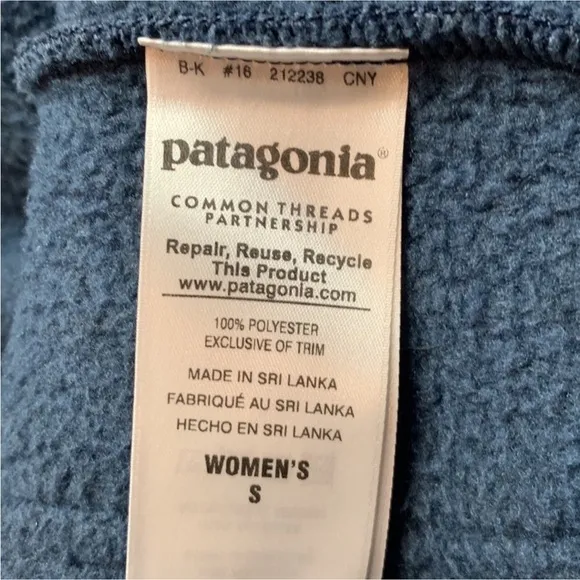 B-K #16 212238 CNY
patagonia®
COMMON THREADS
PARTNERSHIP
Repair, Reuse, Recycle
This Product
www.patagonia.com
100% POLYESTER
EXCLUSIVE OF TRIM
MADE IN SRI LANKA
FABRIQUÉ AU SRI LANKA
HECHO EN SRI LANKA
WOMEN'S
S